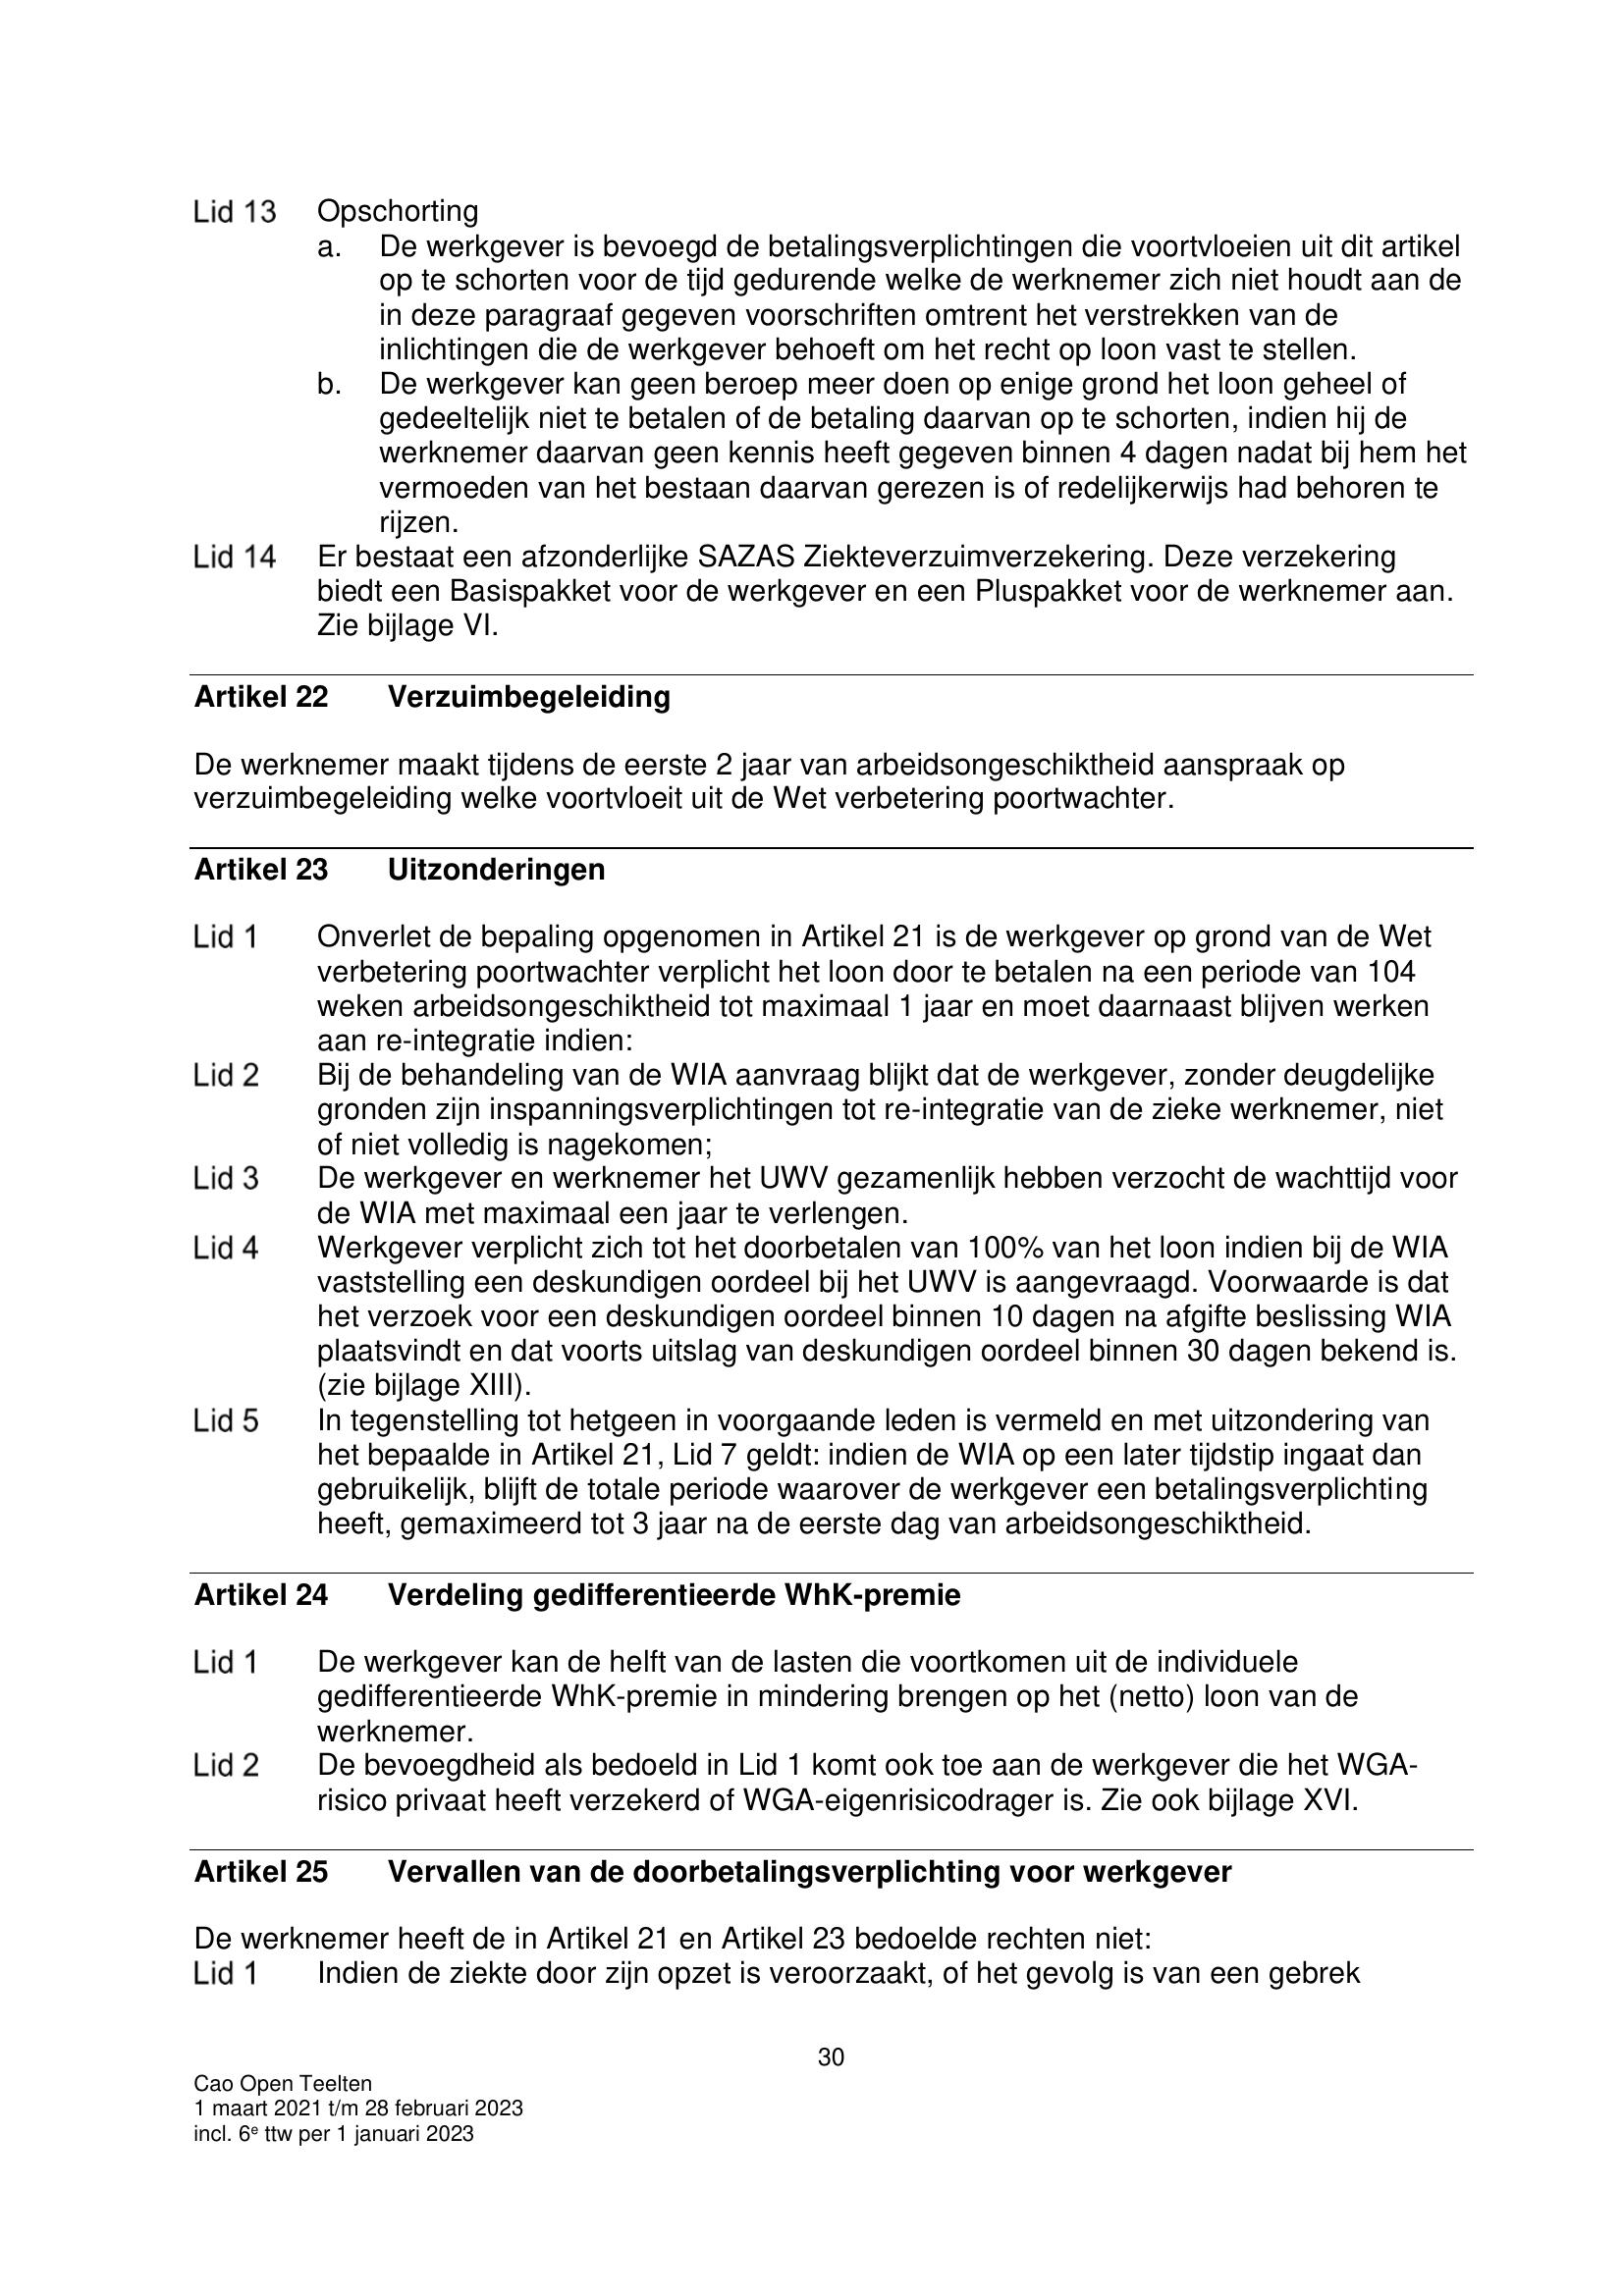 Lid 13 Opschorting
a. De werkgever is bevoegd de betalingsverplichtingen die voortvloeien uit dit artikel
op te schorten voor de tijd gedurende welke de werknemer zich niet houdt aan de
in deze paragraaf gegeven voorschriften omtrent het verstrekken van de
inlichtingen die de werkgever behoeft om het recht op loon vast te stellen.
b. De werkgever kan geen beroep meer doen op enige grond het loon geheel of
gedeeltelijk niet te betalen of de betaling daarvan op te schorten, indien hij de
werknemer daarvan geen kennis heeft gegeven binnen 4 dagen nadat bij hem het
vermoeden van het bestaan daarvan gerezen is of redelijkerwijs had behoren te
rijzen.
Lid 14 Er bestaat een afzonderlijke SAZAS Ziekteverzuimverzekering. Deze verzekering
biedt een Basispakket voor de werkgever en een Pluspakket voor de werknemer aan.
Zie bijlage VI.
Artikel 22 Verzuimbegeleiding
De werknemer maakt tijdens de eerste 2 jaar van arbeidsongeschiktheid aanspraak op
verzuimbegeleiding welke voortvloeit uit de Wet verbetering poortwachter.
Artikel 23 Uitzonderingen
Lid 1 Onverlet de bepaling opgenomen in Artikel 21 is de werkgever op grond van de Wet
verbetering poortwachter verplicht het loon door te betalen na een periode van 104
weken arbeidsongeschiktheid tot maximaal 1 jaar en moet daarnaast blijven werken
aan re-integratie indien:
Lid 2 Bij de behandeling van de WIA aanvraag blijkt dat de werkgever, zonder deugdelijke
gronden zijn inspanningsverplichtingen tot re-integratie van de zieke werknemer, niet
of niet volledig is nagekomen;
Lid 3 De werkgever en werknemer het UWV gezamenlijk hebben verzocht de wachttijd voor
de WIA met maximaal een jaar te verlengen.
Lid 4 Werkgever verplicht zich tot het doorbetalen van 100% van het loon indien bij de WIA
vaststelling een deskundigen oordeel bij het UWV is aangevraagd. Voorwaarde is dat
het verzoek voor een deskundigen oordeel binnen 10 dagen na afgifte beslissing WIA
plaatsvindt en dat voorts uitslag van deskundigen oordeel binnen 30 dagen bekend is.
(zie bijlage XIII).
Lid 5 In tegenstelling tot hetgeen in voorgaande leden is vermeld en met uitzondering van
het bepaalde in Artikel 21, Lid 7 geldt: indien de WIA op een later tijdstip ingaat dan
gebruikelijk, blijft de totale periode waarover de werkgever een betalingsverplichting
heeft, gemaximeerd tot 3 jaar na de eerste dag van arbeidsongeschiktheid.
Artikel 24 Verdeling gedifferentieerde WhK-premie
Lid 1 De werkgever kan de helft van de lasten die voortkomen uit de individuele
gedifferentieerde WhK-premie in mindering brengen op het (netto) loon van de
werknemer.
Lid 2 De bevoegdheid als bedoeld in Lid 1 komt ook toe aan de werkgever die het WGA-
risico privaat heeft verzekerd of WGA-eigenrisicodrager is. Zie ook bijlage XVI.
Artikel 25 Vervallen van de doorbetalingsverplichting voor werkgever
De werknemer heeft de in Artikel 21 en Artikel 23 bedoelde rechten niet:
Lid 1 Indien de ziekte door zijn opzet is veroorzaakt, of het gevolg is van een gebrek
30
Cao Open Teelten
1 maart 2021 t/m 28 februari 2023
incl. 6e ttw per 1 januari 2023